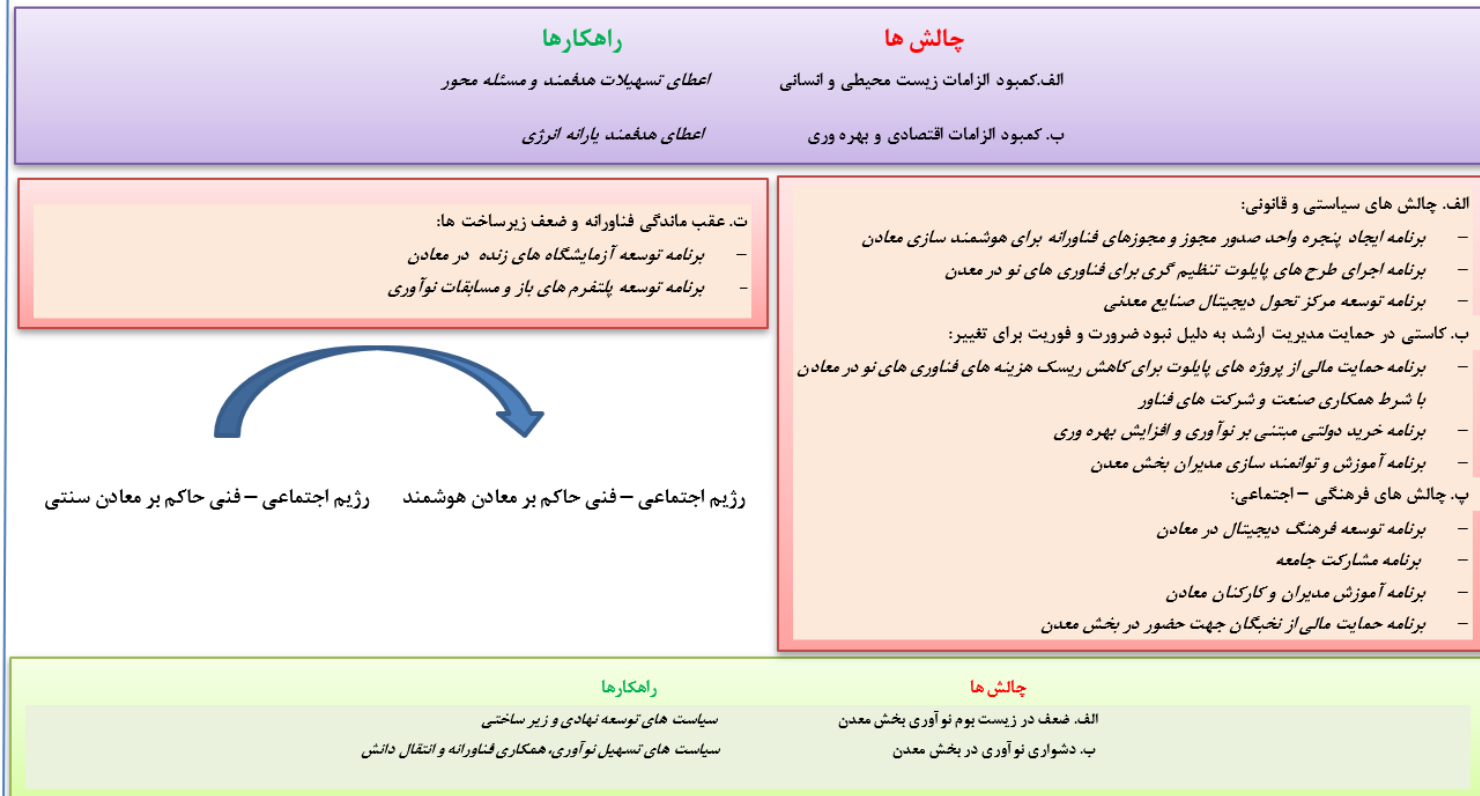 چالش ها
راهکارها
الف.کمبود الزامات زیست محیطی و انسانی
اعطای تسهیلات هدفمند و مسئله محور
ب. کمبود الزامات اقتصادی و بهره وری
اعطای هدفمند یارانه انرژی
الف. چالش های سیاستی و قانونی:
– برنامه ایجاد پنجره واحد صدور مجوز و مجوزهای فناورانه برای هوشمند سازی معادن
– برنامه اجرای طرح های پایلوت تنظیم گری برای فناوری های نو در معدن
– برنامه توسعه مرکز تحول دیجیتال صنایع معدنی
ب. کاستی در حمایت مدیریت ارشد به دلیل نبود ضرورت و فوریت برای تغییر:
– برنامه حمایت مالی از پروژه های پایلوت برای کاهش ریسک هزینه های فناوری های نو در معادن
با شرط همکاری صنعت و شرکت های فناور
– برنامه خرید دولتی مبتنی بر نوآوری و افزایش بهره وری
– برنامه آموزش و توانمند سازی مدیران بخش معدن
پ. چالش های فرهنگی – اجتماعی:
– برنامه توسعه فرهنگ دیجیتال در معادن
– برنامه مشارکت جامعه
– برنامه آموزش مدیران و کارکنان معادن
– برنامه حمایت مالی از نخبگان جهت حضور در بخش معدن
ت. عقب ماندگی فناورانه و ضعف زیرساخت ها:
– برنامه توسعه آزمایشگاه های زنده در معادن
- برنامه توسعه پلتفرم های باز و مسابقات نوآوری
رژیم اجتماعی – فنی حاکم بر معادن هوشمند
رژیم اجتماعی – فنی حاکم بر معادن سنتی
چالش ها
راهکارها
الف. ضعف در زیست بوم نوآوری بخش معدن
سیاست های توسعه نهادی و زیر ساختی
ب. دشواری نوآوری در بخش معدن
سیاست های تسهیل نوآوری، همکاری فناورانه و انتقال دانش